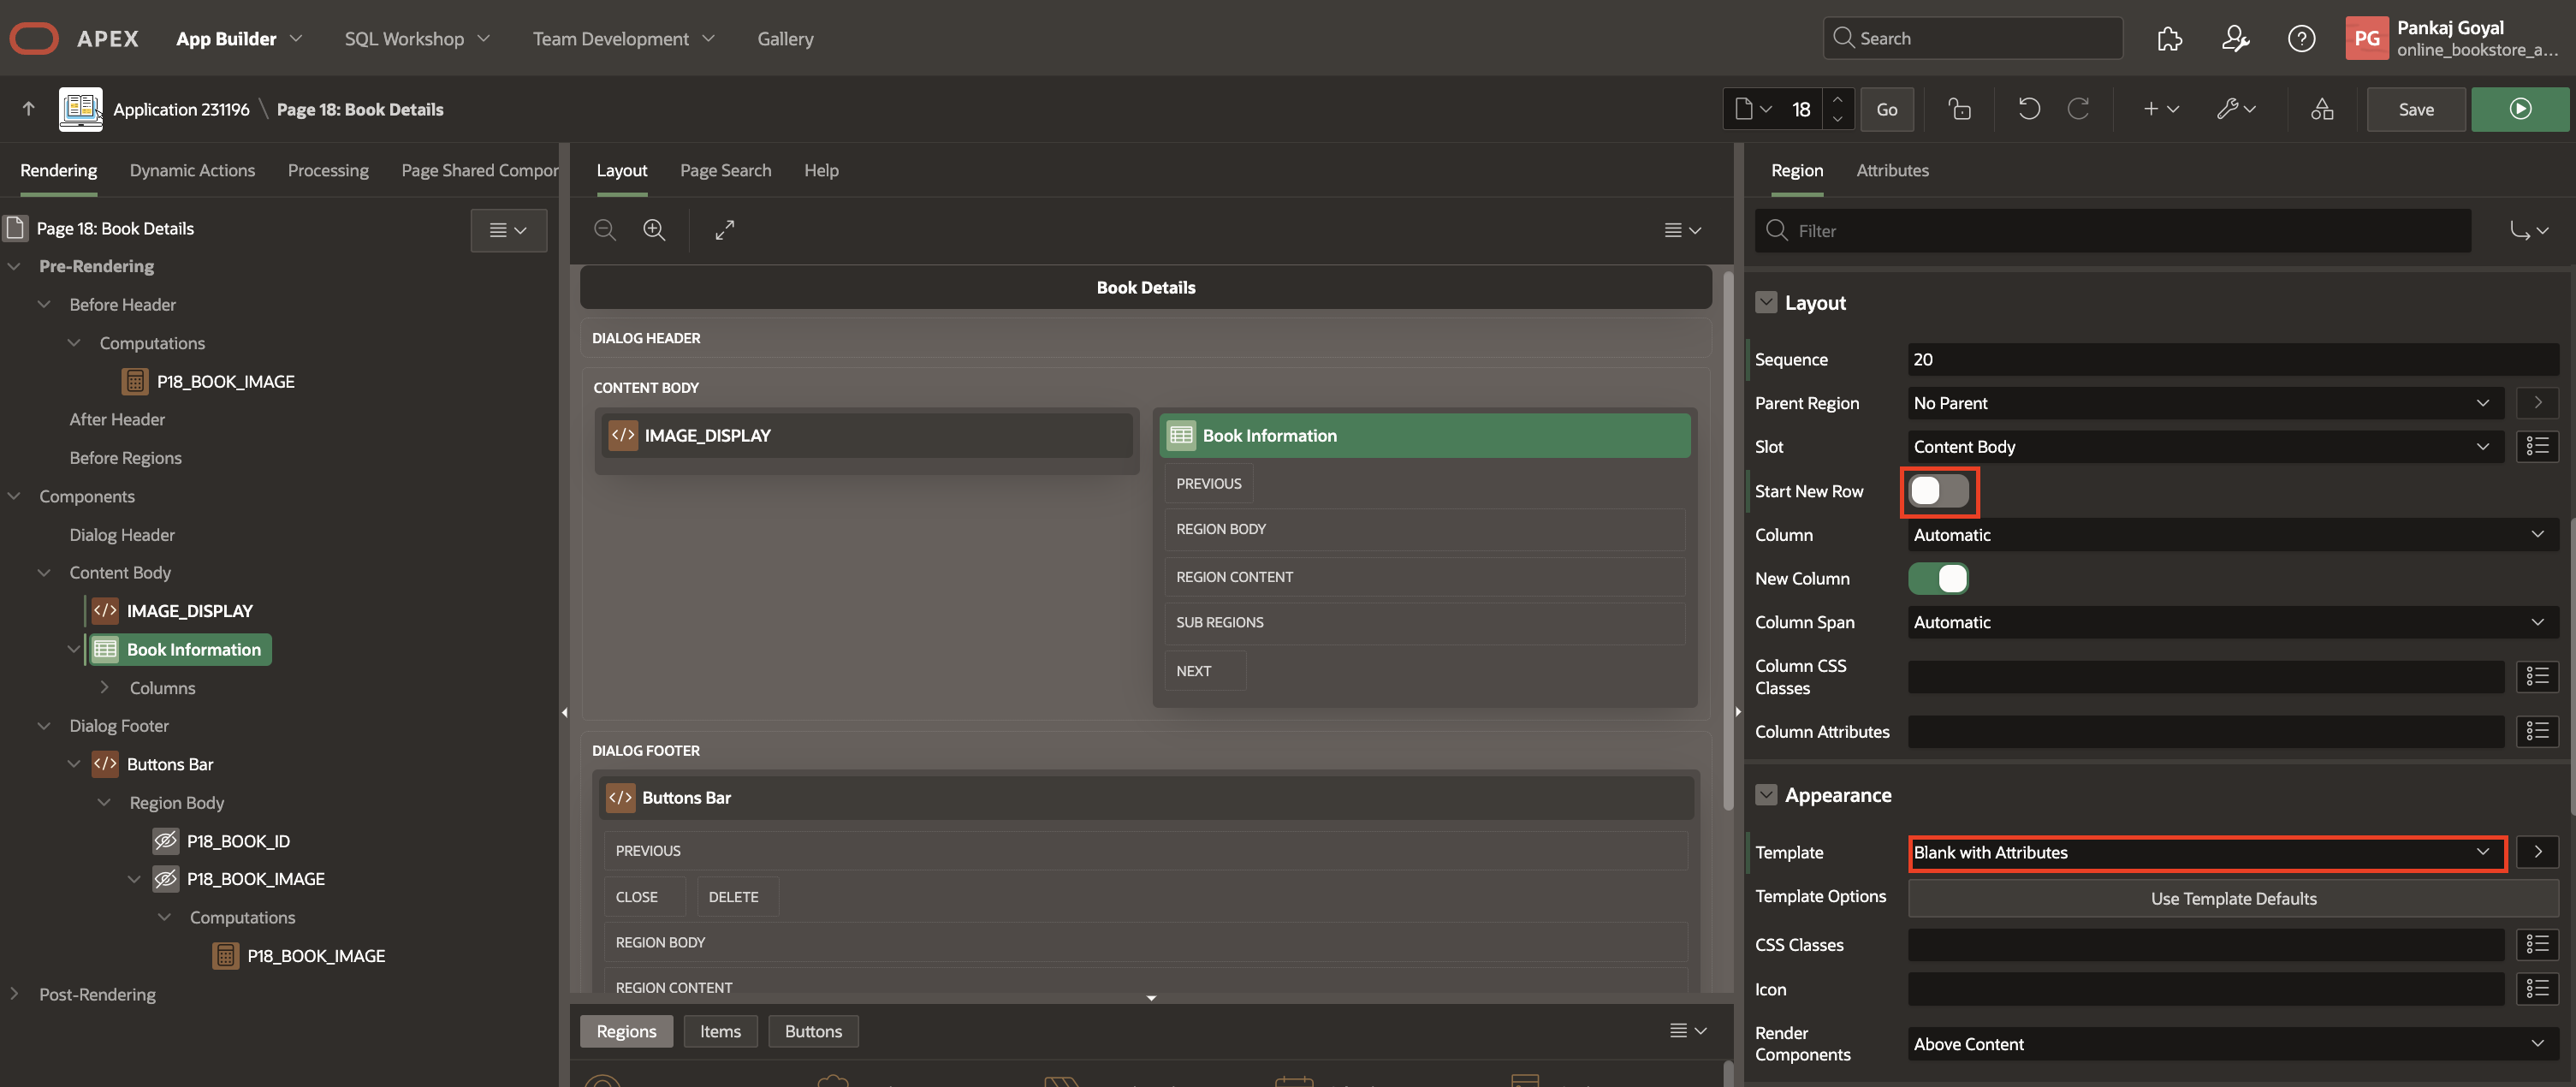 APEX App Builder SQL Workshop Team Development Gallery Search PG Pankaj Goyal
online_bookstore_a...
Application 231196 \ Page 18: Book Details 18 Go Save
Rendering Dynamic Actions Processing Page Shared Compor
Page 18: Book Details
Pre-Rendering
Before Header
Computations
P18_BOOK_IMAGE
After Header
Before Regions
Components
Dialog Header
Content Body
IMAGE_DISPLAY
Book Information
Columns
Dialog Footer
Buttons Bar
Region Body
P18_BOOK_ID
P18_BOOK_IMAGE
Computations
P18_BOOK_IMAGE
Post-Rendering
Layout Page Search Help
Book Details
DIALOG HEADER
CONTENT BODY
IMAGE_DISPLAY
Book Information
PREVIOUS
REGION BODY
REGION CONTENT
SUB REGIONS
NEXT
DIALOG FOOTER
Buttons Bar
PREVIOUS
CLOSE DELETE
REGION BODY
REGION CONTENT
Regions Items Buttons
Region Attributes
Filter
Layout
Sequence 20
Parent Region No Parent
Slot Content Body
Start New Row
Column Automatic
New Column
Column Span Automatic
Column CSS
Classes
Column Attributes
Appearance
Template Blank with Attributes
Template Options Use Template Defaults
CSS Classes
Icon
Render
Components Above Content